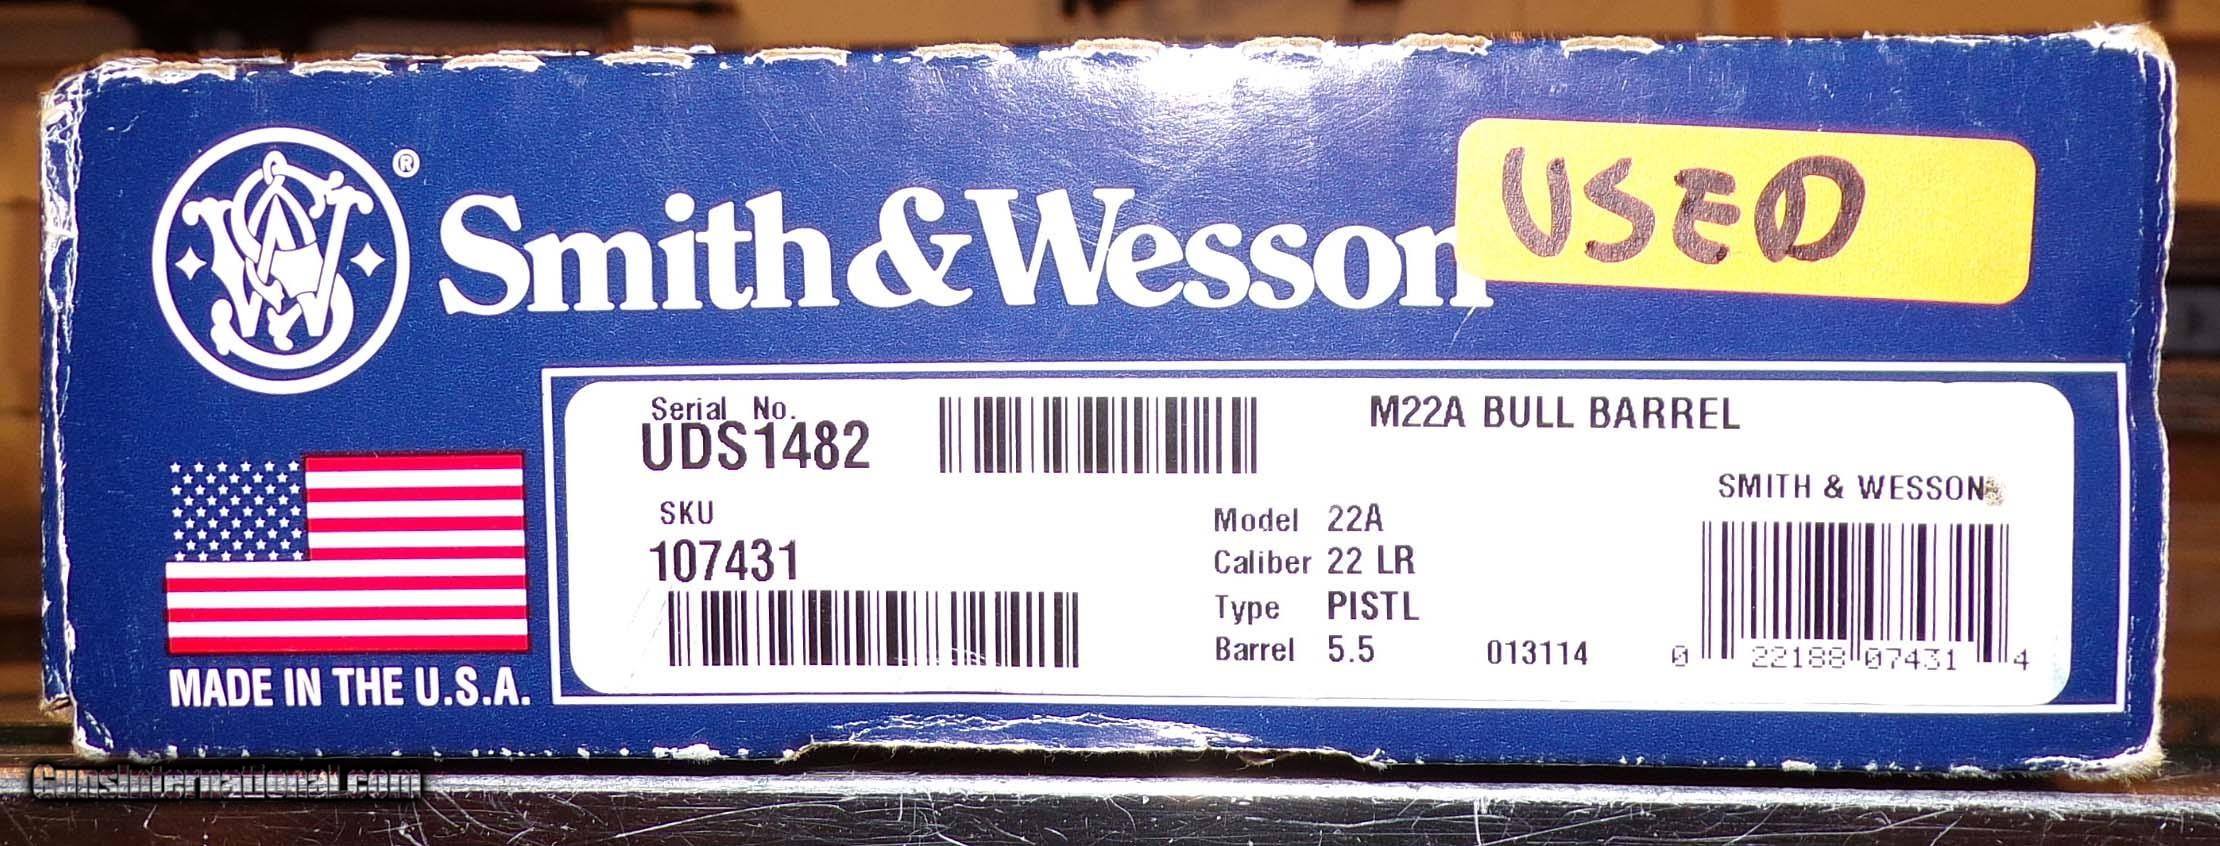 ®
Smith & Wesson
USED
Serial No.
UDS1482
M22A BULL BARREL
SKU
107431
SMITH & WESSON
Model 22A
Caliber 22 LR
Type PISTL
Barrel 5.5
013114
0 22188 07431 4
MADE IN THE U.S.A.
GunsInternational.com